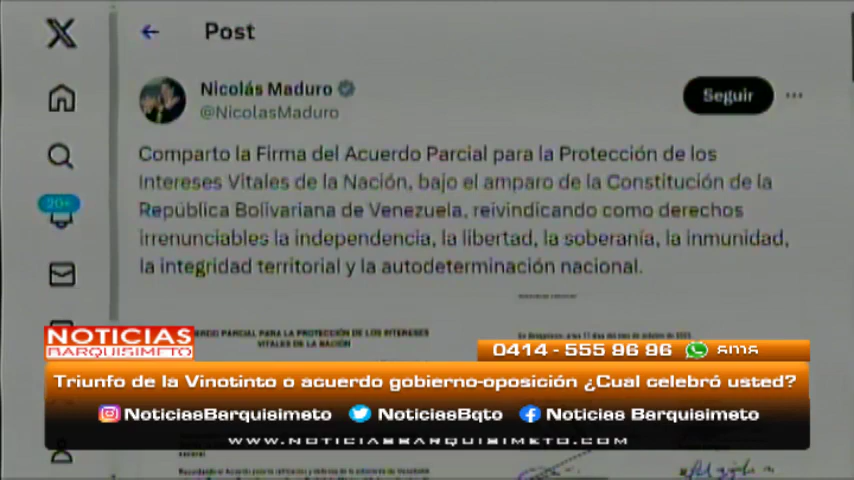 Post
Nicolás Maduro
@NicolasMaduro
Seguir
Comparto la Firma del Acuerdo Parcial para la Protección de los
Intereses Vitales de la Nación, bajo el amparo de la Constitución de la
República Bolivariana de Venezuela, reivindicando como derechos
irrenunciables la independencia, la libertad, la soberanía, la inmunidad,
la integridad territorial y la autodeterminación nacional.
20+
NOTICIAS
BARQUISIMETO
PARCIAL PARA LA PROTECCIÓN DE LOS INTERESES
VITALES DE LA NACIÓN
0414 - 555 96 96 sms
Triunfo de la Vinotinto o acuerdo gobierno-oposición ¿Cual celebró usted?
NoticiasBarquisimeto NoticiasBqto Noticias Barquisimeto
WWW.NOTICIASBARQUISIMETO.COM